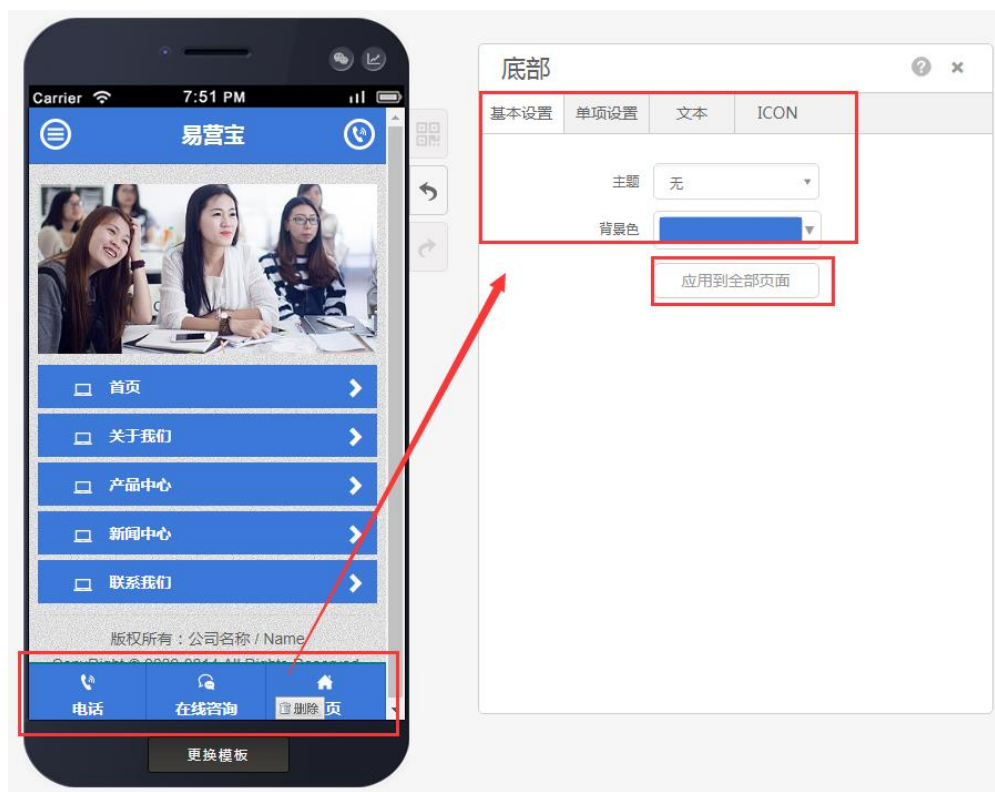 Carrier
7:51 PM
易营宝
首页
关于我们
产品中心
新闻中心
联系我们
版权所有：公司名称 / Name
电话
在线咨询
删除 页
更换模板
底部
基本设置
单项设置
文本
ICON
主题
无
背景色
应用到全部页面